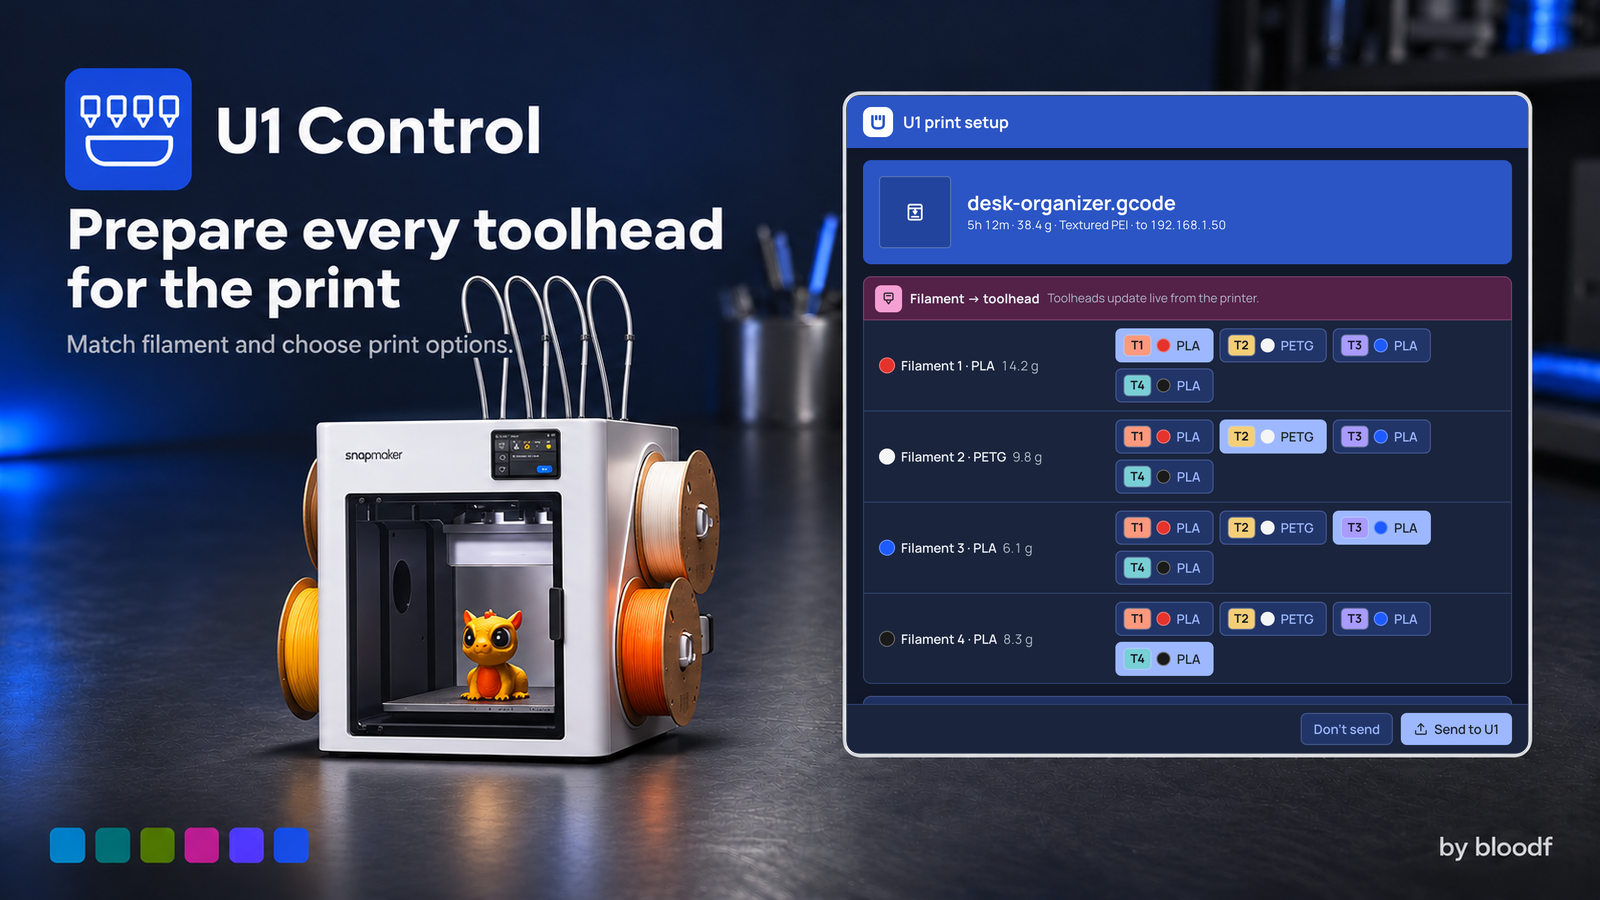 U1 Control
Prepare every toolhead
for the print
Match filament and choose print options.
snapmaker
U1 print setup
desk-organizer.gcode
5h 12m · 38.4 g · Textured PEI · to 192.168.1.50
Filament → toolhead Toolheads update live from the printer.
Filament 1 · PLA 14.2 g
T1 PLA T2 PETG T3 PLA
T4 PLA
Filament 2 · PETG 9.8 g
T1 PLA T2 PETG T3 PLA
T4 PLA
Filament 3 · PLA 6.1 g
T1 PLA T2 PETG T3 PLA
T4 PLA
Filament 4 · PLA 8.3 g
T1 PLA T2 PETG T3 PLA
T4 PLA
Don't send Send to U1
by bloodf